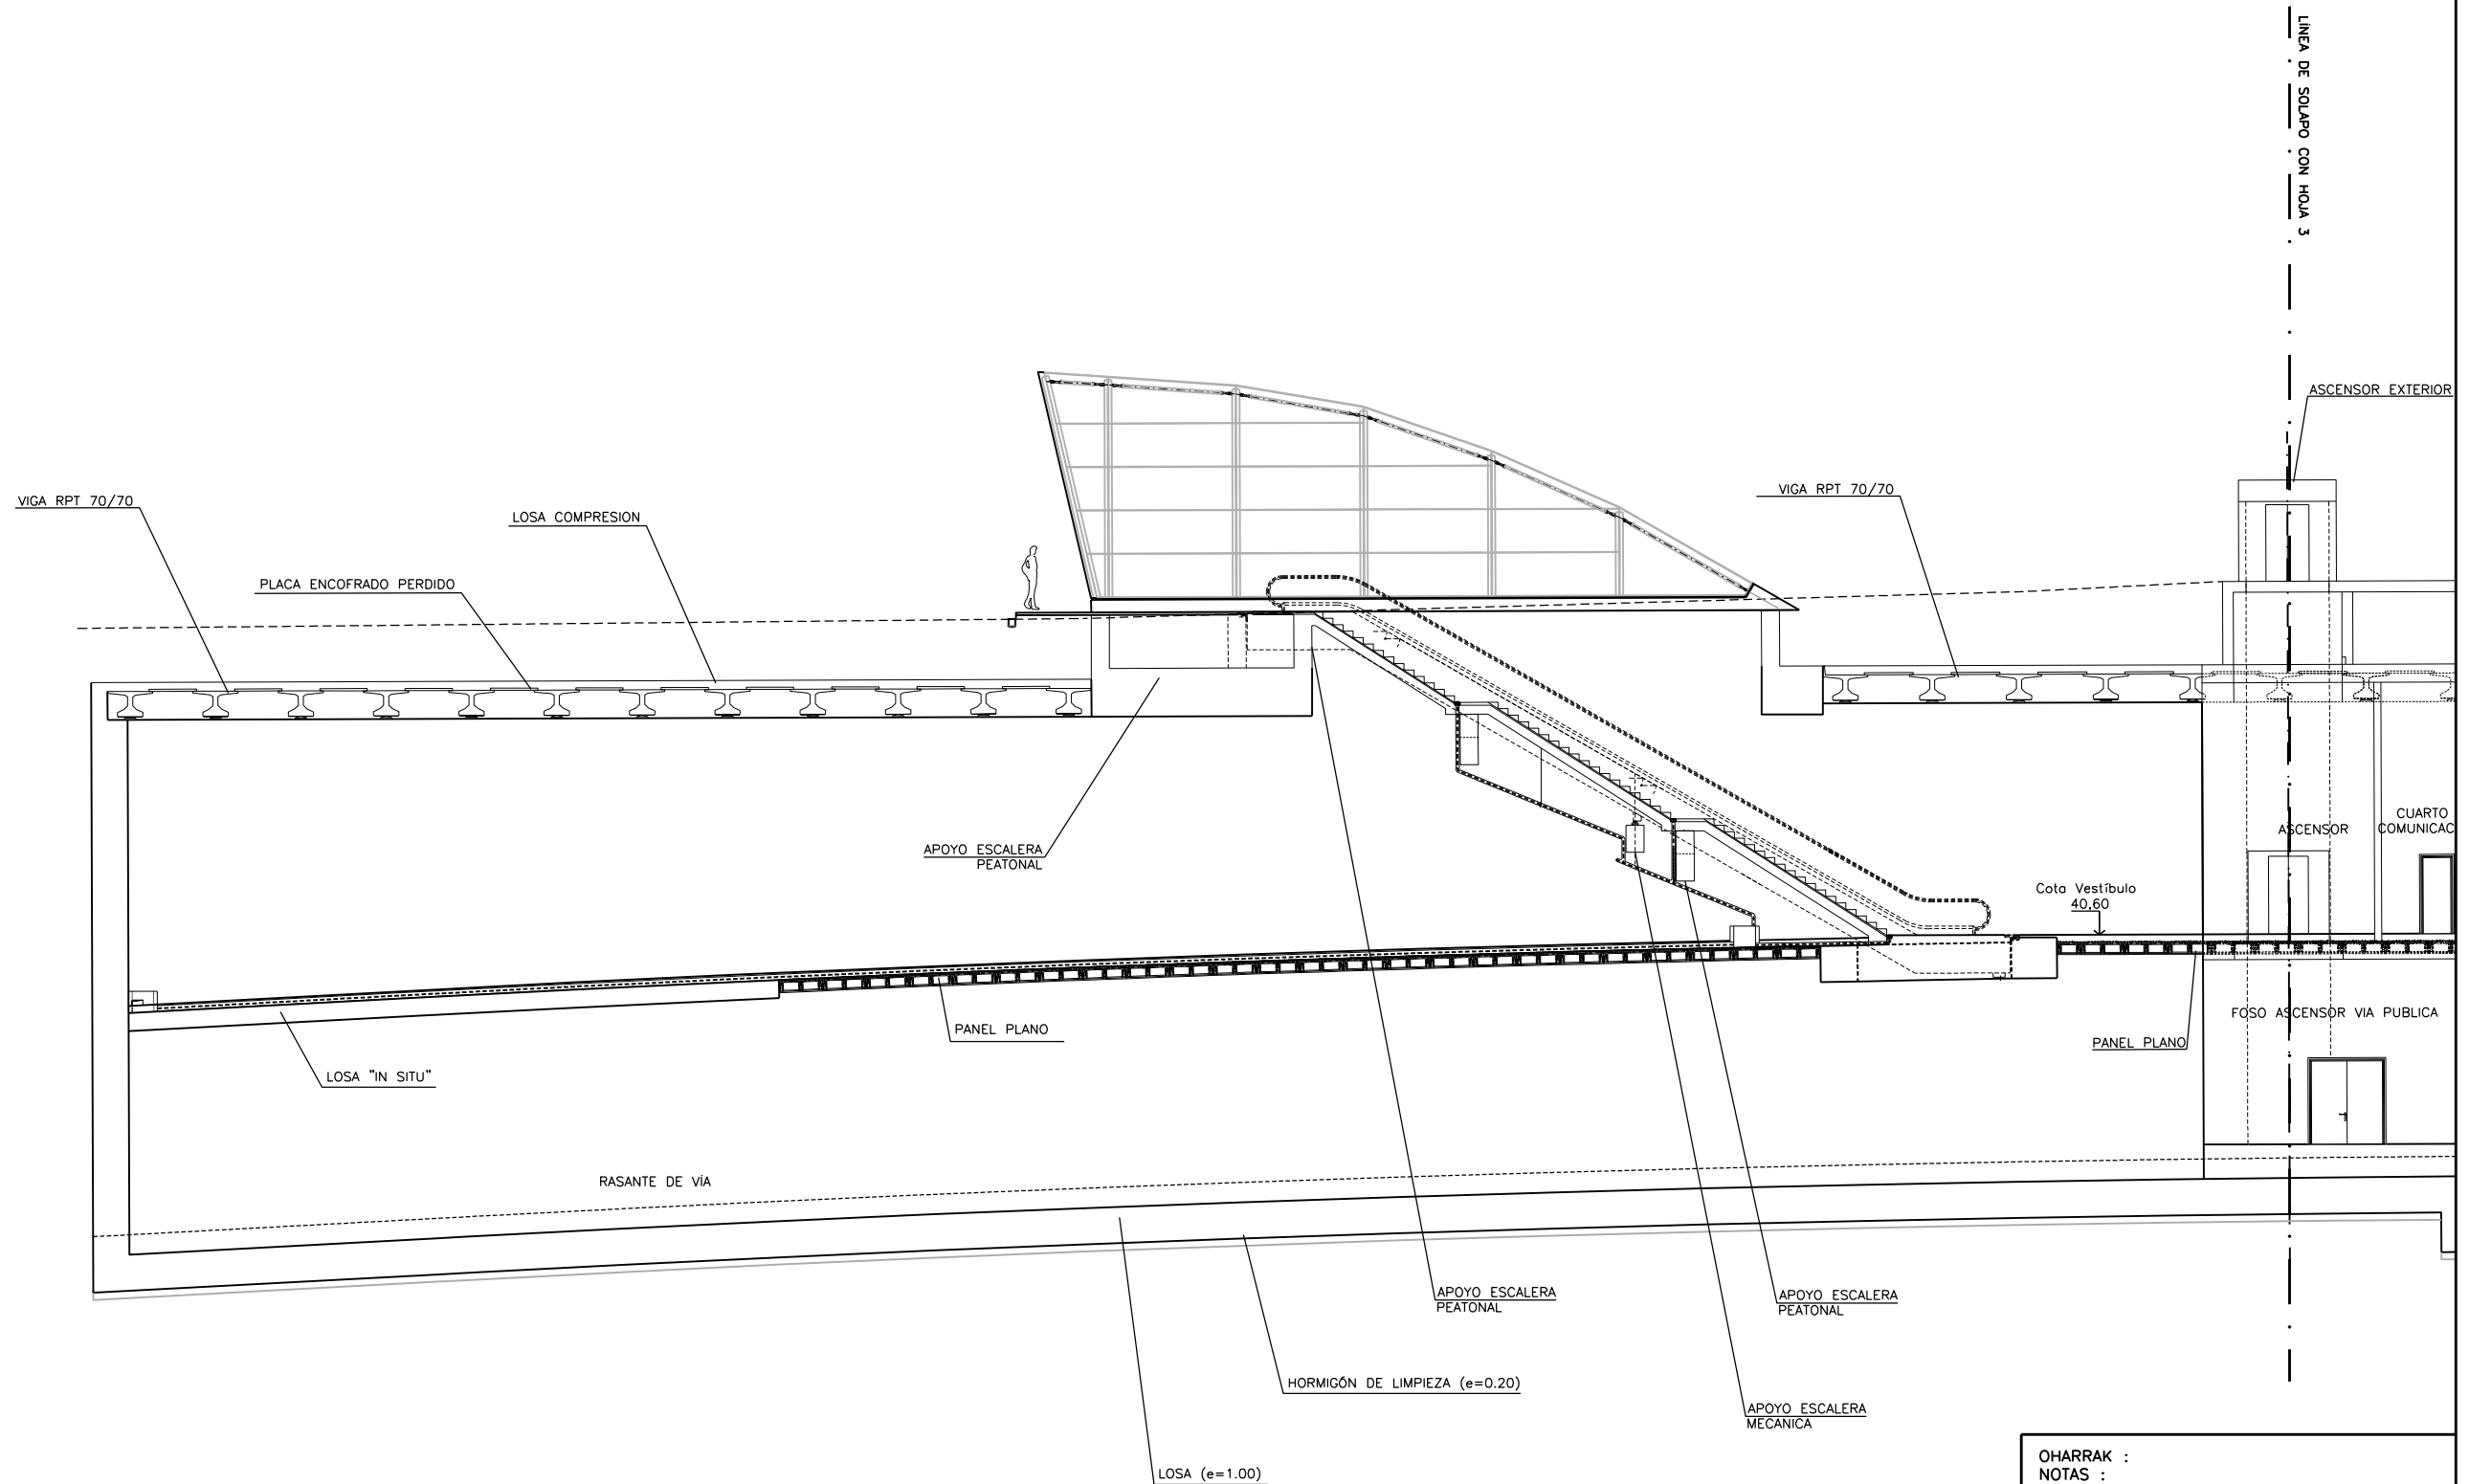 LÍNEA DE SOLAPO CON HOJA 3
ASCENSOR EXTERIOR
VIGA RPT 70/70
VIGA RPT 70/70
LOSA COMPRESION
PLACA ENCOFRADO PERDIDO
CUARTO
COMUNICAC
ASCENSOR
APOYO ESCALERA
PEATONAL
Cota Vestíbulo
40,60
FOSO ASCENSOR VIA PUBLICA
PANEL PLANO
PANEL PLANO
LOSA "IN SITU"
RASANTE DE VÍA
APOYO ESCALERA
PEATONAL
APOYO ESCALERA
PEATONAL
HORMIGÓN DE LIMPIEZA (e=0.20)
APOYO ESCALERA
MECANICA
LOSA (e=1.00)
OHARRAK :
NOTAS :